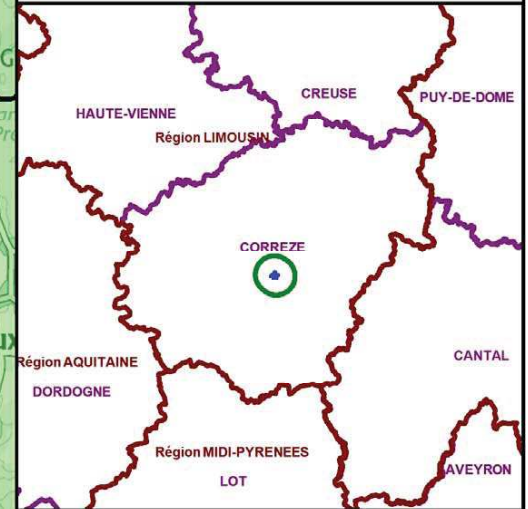 CREUSE
PUY-DE-DOME
HAUTE-VIENNE
Région LIMOUSIN
CORREZE
Région AQUITAINE
CANTAL
DORDOGNE
Région MIDI-PYRENEES
AVEYRON
LOT